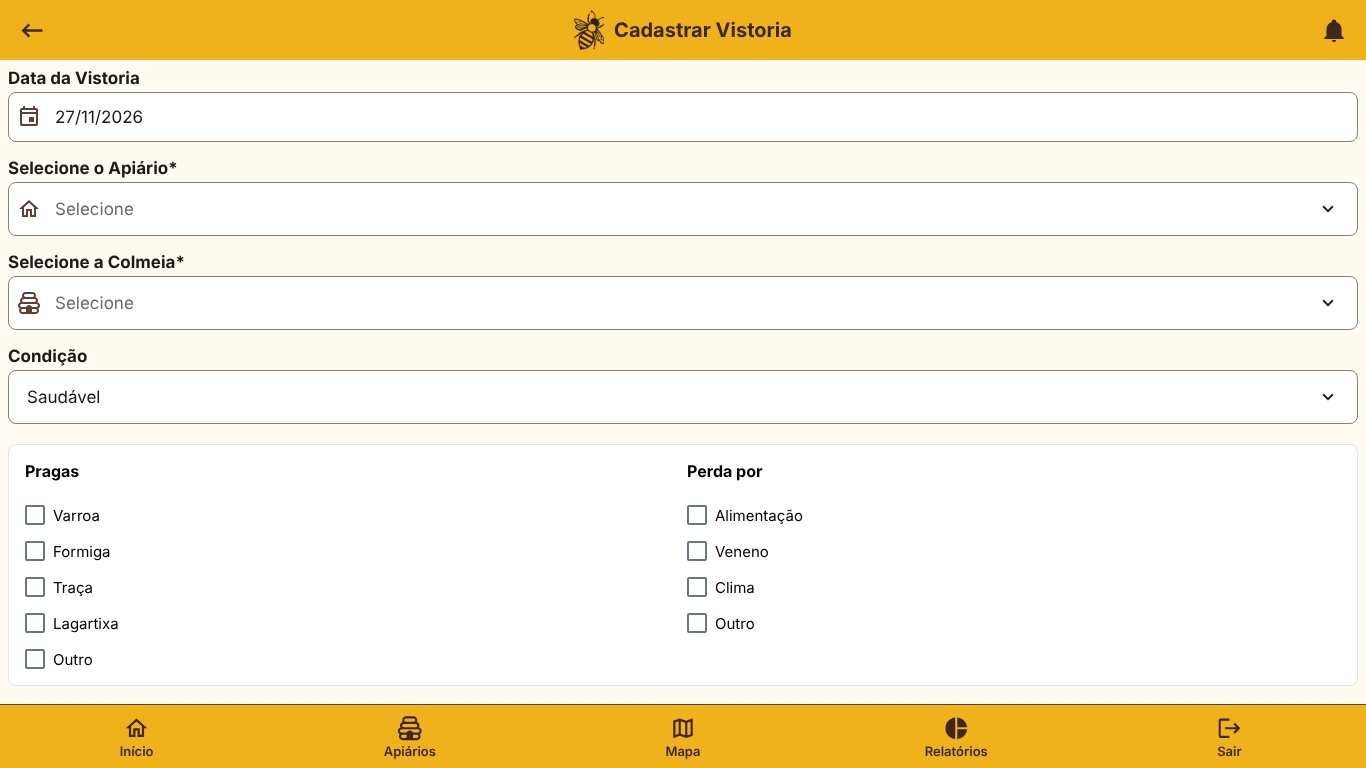 Cadastrar Vistoria
Data da Vistoria
27/11/2026
Selecione o Apiário*
Selecione
Selecione a Colmeia*
Selecione
Condição
Saudável
Pragas
Varroa
Formiga
Traça
Lagartixa
Outro
Perda por
Alimentação
Veneno
Clima
Outro
Início
Apiários
Mapa
Relatórios
Sair